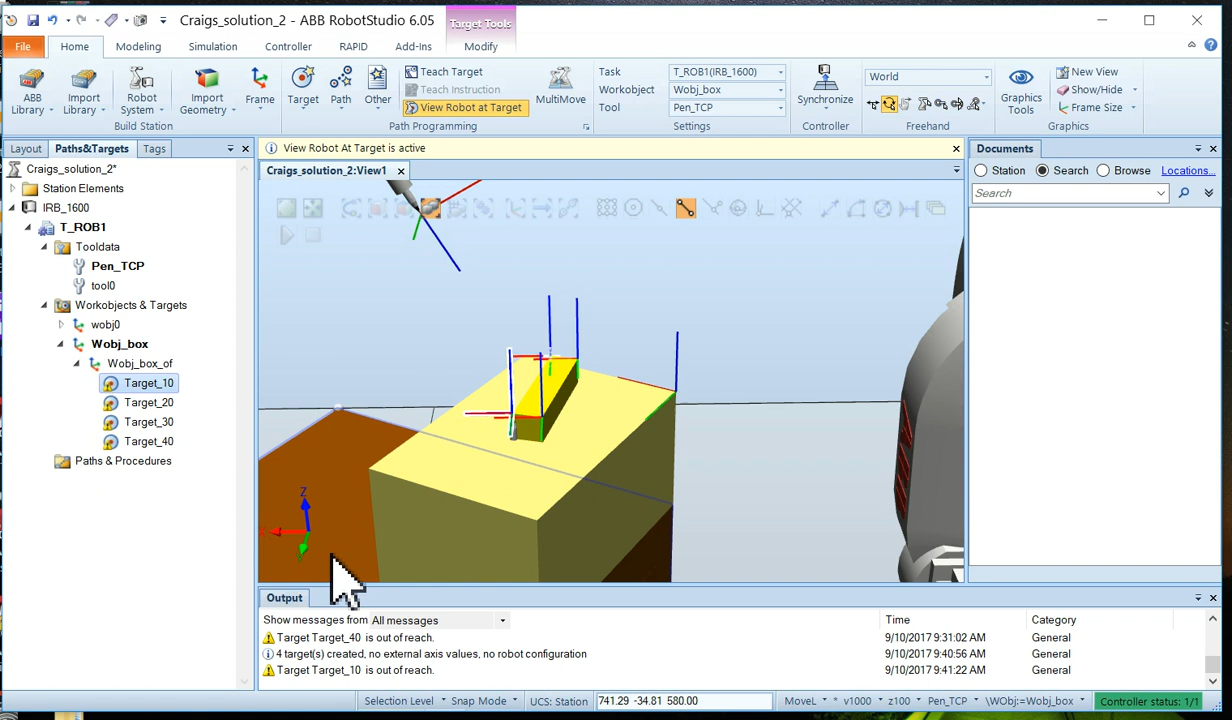 Craigs_solution_2 - ABB RobotStudio 6.05
Target Tools
File
Home
Modeling
Simulation
Controller
RAPID
Add-Ins
Modify
ABB Library
Import Library
Robot System
Build Station
Import Geometry
Frame
Target
Path
Other
Teach Target
Teach Instruction
View Robot at Target
MultiMove
Path Programming
Task T_ROB1(IRB_1600)
Workobject Wobj_box
Tool Pen_TCP
Settings
Synchronize
Controller
World
Freehand
Graphics Tools
New View
Show/Hide
Frame Size
Graphics
Layout
Paths&Targets
Tags
Craigs_solution_2*
Station Elements
IRB_1600
T_ROB1
Tooldata
Pen_TCP
tool0
Workobjects & Targets
wobj0
Wobj_box
Wobj_box_of
Target_10
Target_20
Target_30
Target_40
Paths & Procedures
View Robot At Target is active
Craigs_solution_2:View1
Z
Documents
Station
Search
Browse
Locations...
Search
Output
Show messages from All messages
Time
Category
Target Target_40 is out of reach. 9/10/2017 9:31:02 AM General
4 target(s) created, no external axis values, no robot configuration 9/10/2017 9:40:56 AM General
Target Target_10 is out of reach. 9/10/2017 9:41:22 AM General
Selection Level
Snap Mode
UCS: Station
741.29 -34.81 580.00
MoveL * v1000 z100 Pen_TCP \WObj:=Wobj_box
Controller status: 1/1